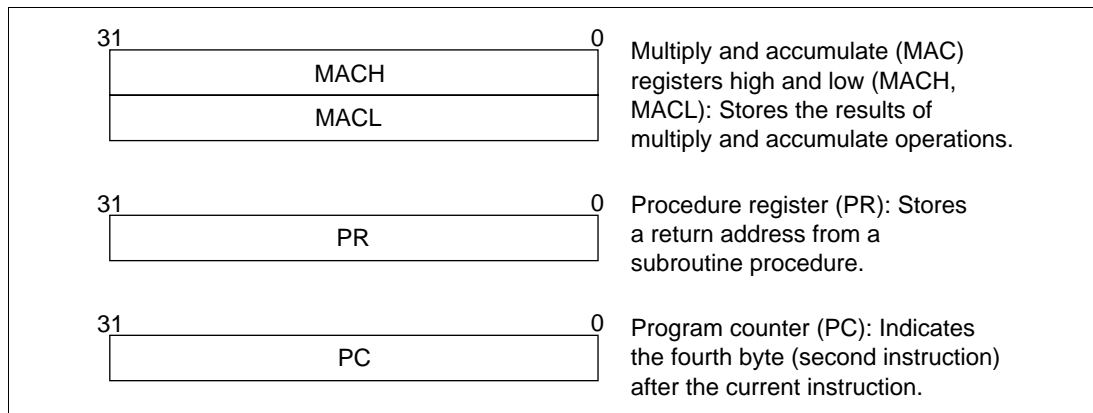 31 0
MACH
MACL
Multiply and accumulate (MAC)
registers high and low (MACH,
MACL): Stores the results of
multiply and accumulate operations.
31 0
PR
Procedure register (PR): Stores
a return address from a
subroutine procedure.
31 0
PC
Program counter (PC): Indicates
the fourth byte (second instruction)
after the current instruction.